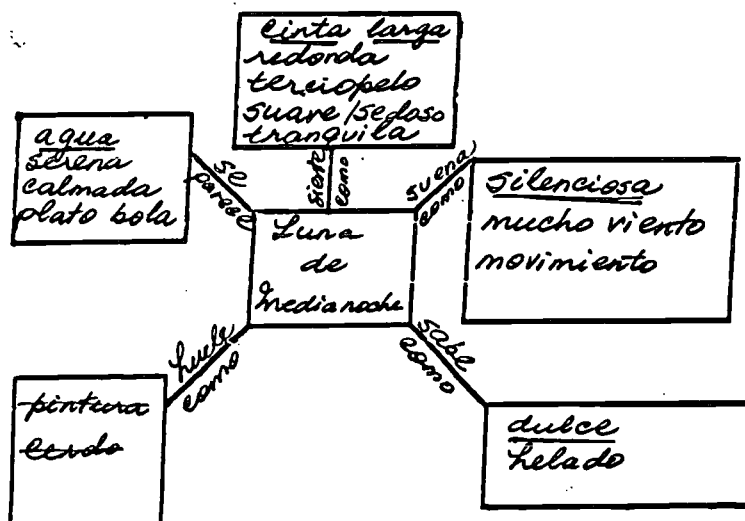 cinta larga
redonda
terciopelo
suave/sedoso
tranquila
agua
serena
calmada
plato bola
se
parece
siente
como
suena
como
silenciosa
mucho viento
movimiento
Luna
de
Medianoche
huele
como
sabe
como
pintura
cerdo
dulce
helado